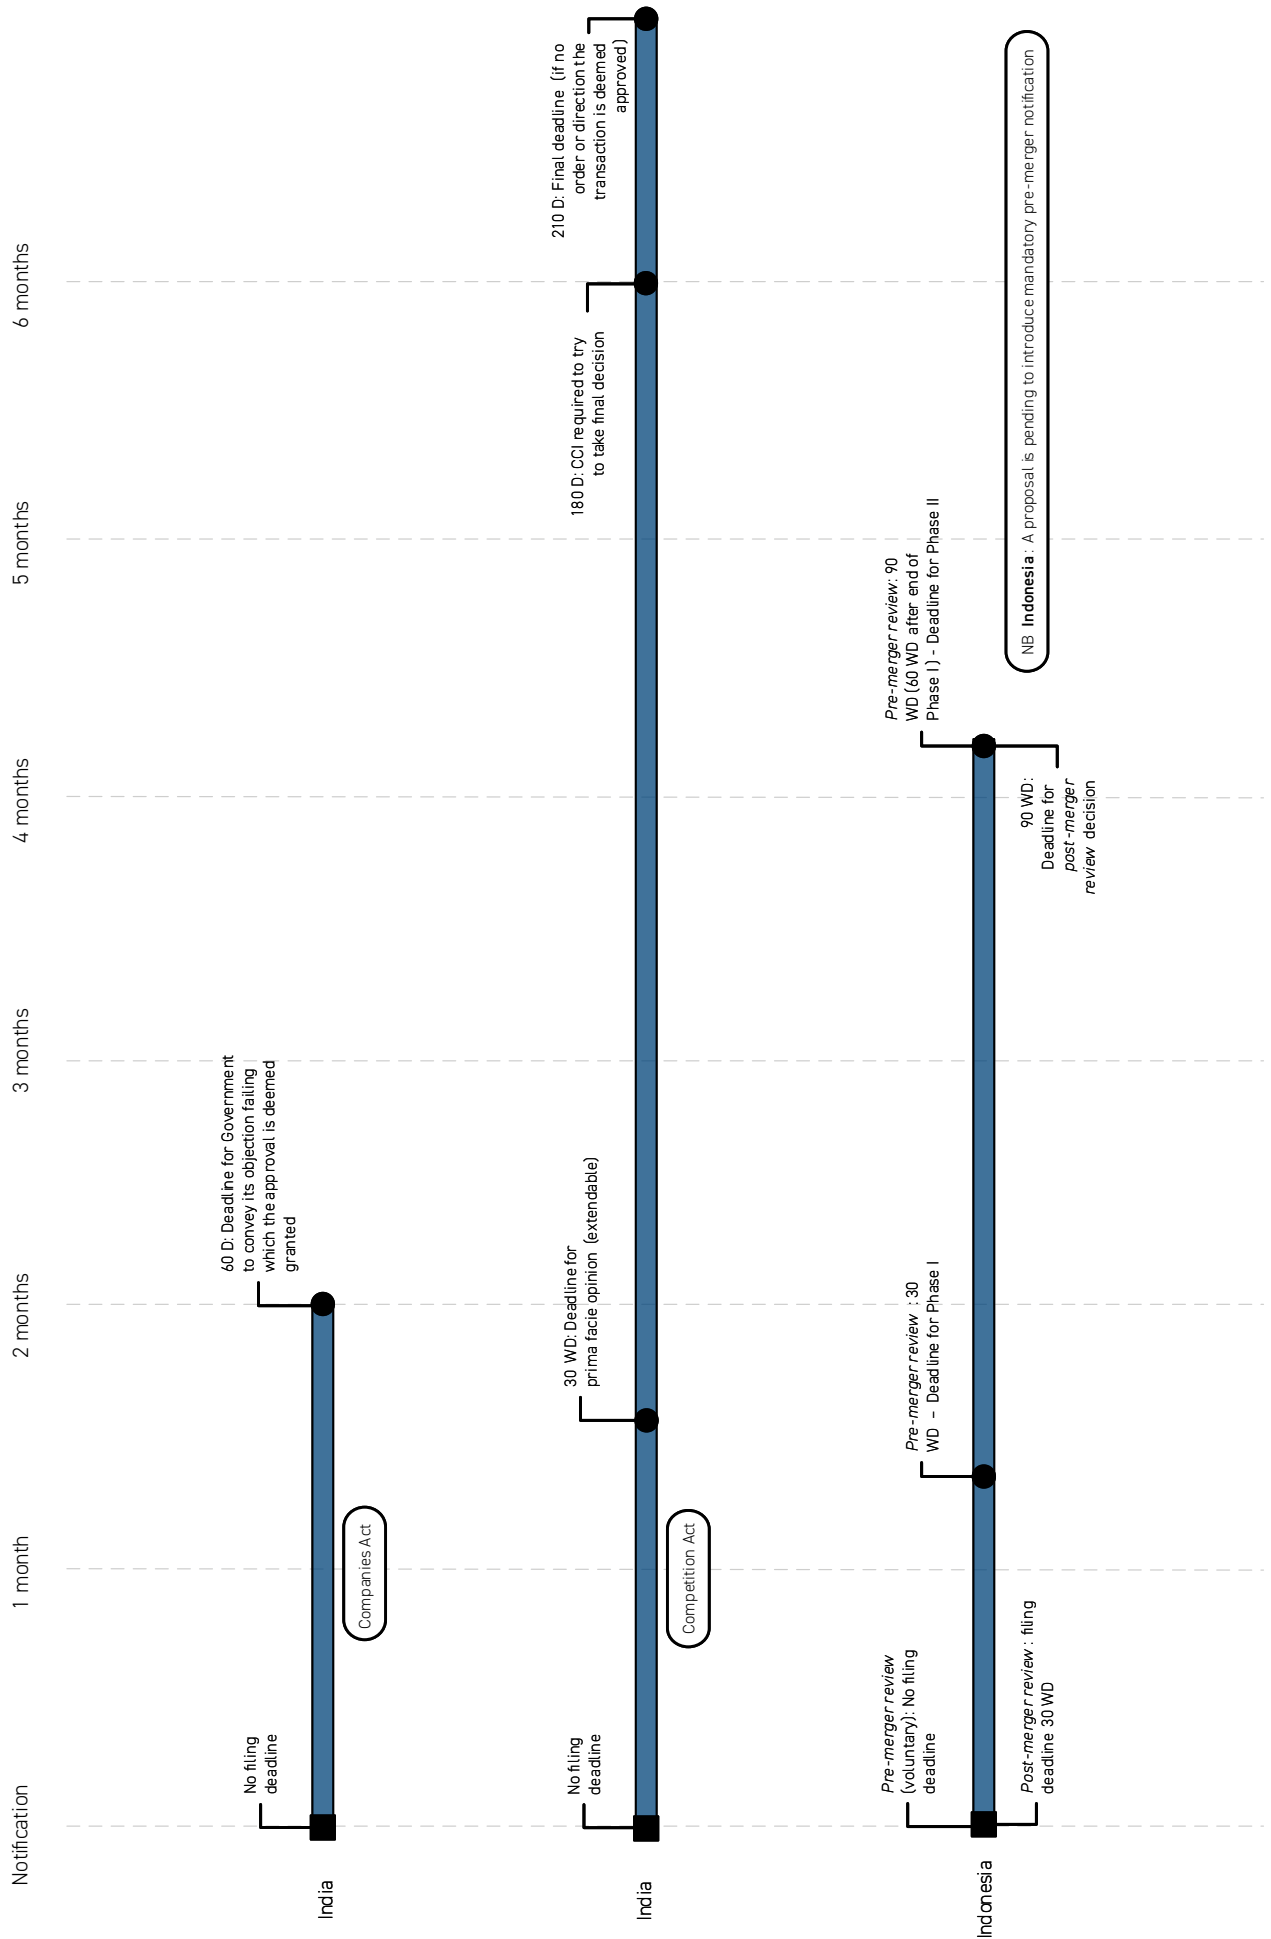 Notification
1 month
2 months
3 months
4 months
5 months
6 months
India
No filing
deadline
Companies Act
60 D: Deadline for Government
to convey its objection failing
which the approval is deemed
granted
India
No filing
deadline
Competition Act
30 WD: Deadline for
prima facie opinion (extendable)
180 D: CCI required to try
to take final decision
210 D: Final deadline (if no
order or direction the
transaction is deemed
approved)
Indonesia
Pre-merger review
(voluntary): No filing
deadline
Post-merger review: filing
deadline 30 WD
Pre-merger review : 30
WD – Deadline for Phase I
Pre-merger review: 90
WD (60 WD after end of
Phase I) - Deadline for Phase II
90 WD:
Deadline for
post-merger
review decision
NB Indonesia: A proposal is pending to introduce mandatory pre-merger notification